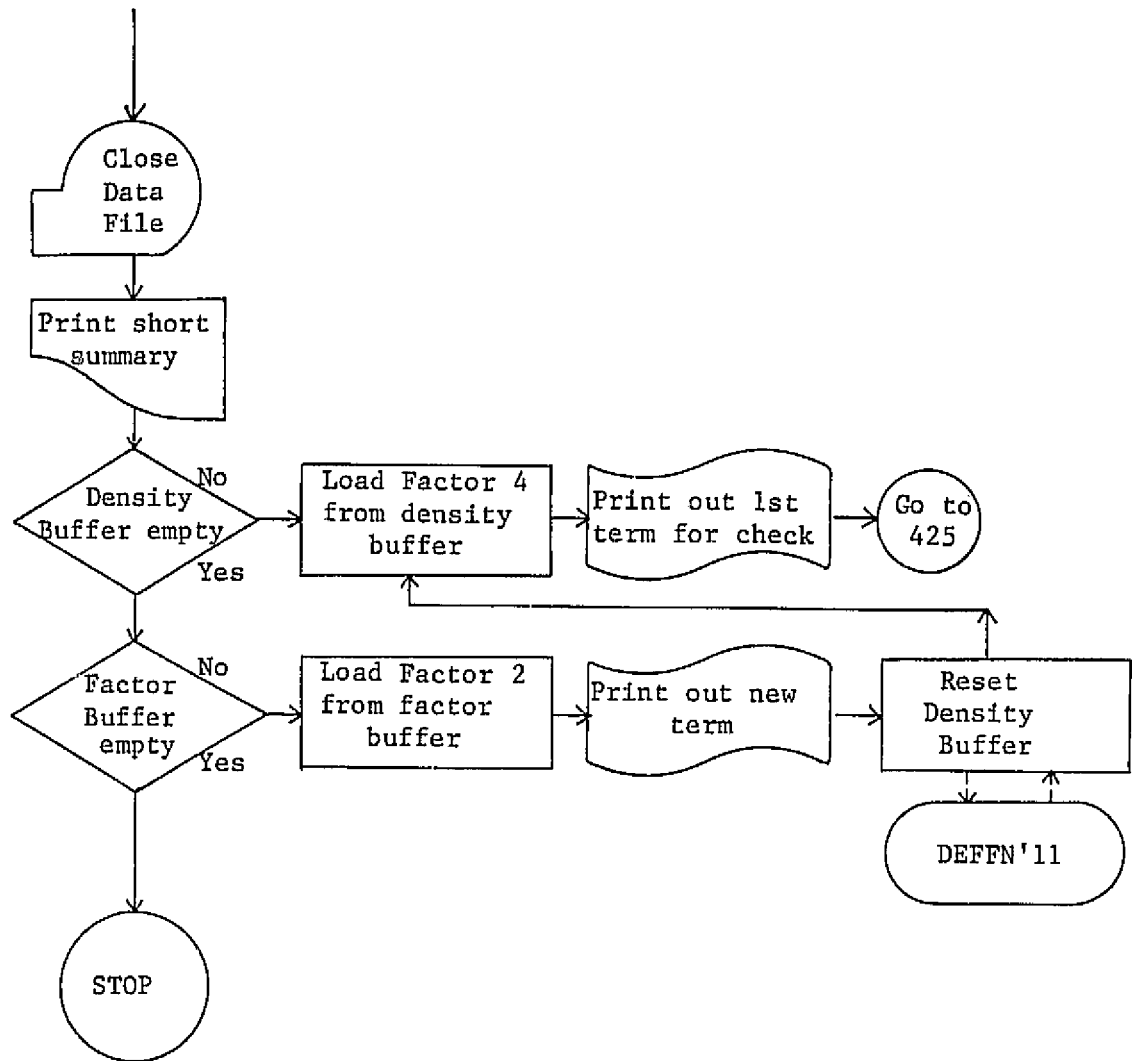 Close
Data
File
Print short
summary
Density
Buffer empty
No
Yes
Load Factor 4
from density
buffer
Print out 1st
term for check
Go to
425
Factor
Buffer
empty
No
Yes
Load Factor 2
from factor
buffer
Print out new
term
Reset
Density
Buffer
DEFFN'11
STOP